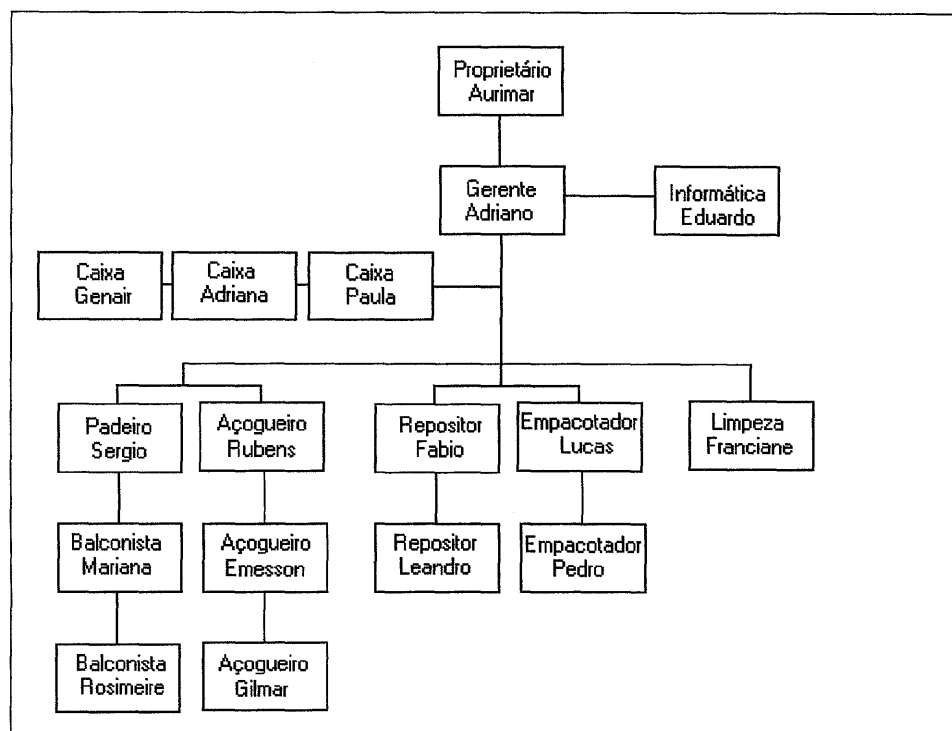 Proprietário
Aurimar
Gerente
Adriano
Informática
Eduardo
Caixa
Genair
Caixa
Adriana
Caixa
Paula
Padeiro
Sergio
Açogueiro
Rubens
Repositor
Fabio
Empacotador
Lucas
Limpeza
Franciane
Balconista
Mariana
Açogueiro
Emesson
Repositor
Leandro
Empacotador
Pedro
Balconista
Rosimeire
Açogueiro
Gilmar